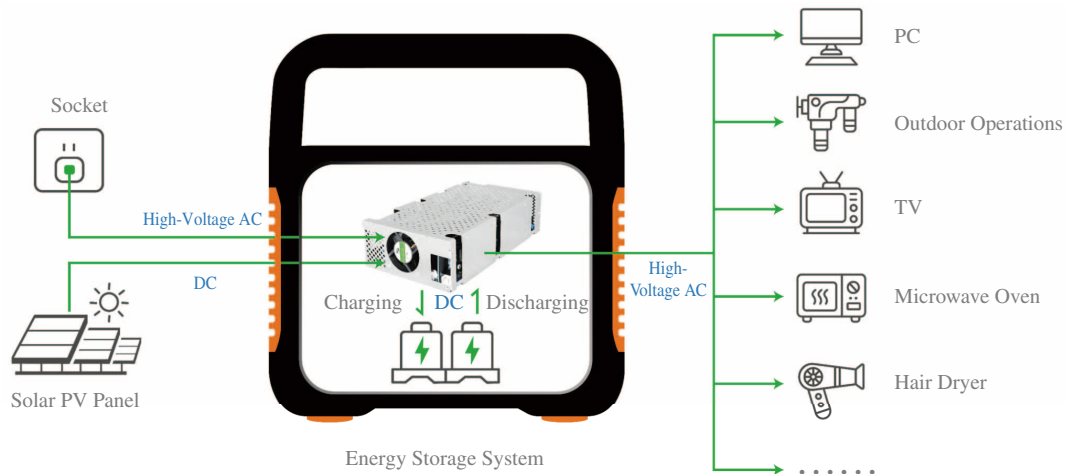 Socket
High-Voltage AC
DC
Solar PV Panel
Charging
DC
Discharging
Energy Storage System
High-
Voltage AC
PC
Outdoor Operations
TV
Microwave Oven
Hair Dryer
......